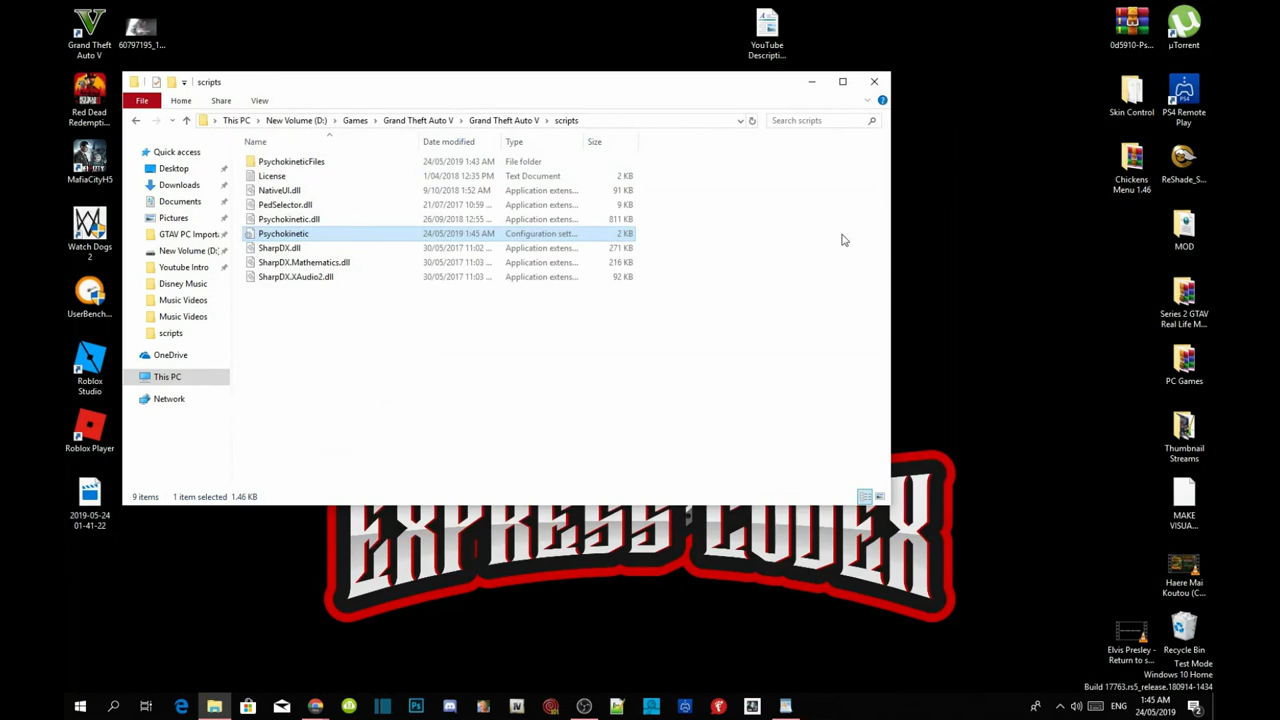 Grand Theft
Auto V
60797195_1...
Red Dead
Redempti...
MafiaCityH5
Watch Dogs
2
UserBench...
Roblox
Studio
Roblox Player
2019-05-24
01-41-22
YouTube
Descripti...
scripts
File
Home
Share
View
This PC
New Volume (D:)
Games
Grand Theft Auto V
Grand Theft Auto V
scripts
Search scripts
Quick access
Desktop
Downloads
Documents
Pictures
GTAV PC Import
New Volume (D:
Youtube Intro
Disney Music
Music Videos
Music Videos
scripts
OneDrive
This PC
Network
Name Date modified Type Size
PsychokineticFiles 24/05/2019 1:43 AM File folder
License 1/04/2018 12:35 PM Text Document 2 KB
NativeUI.dll 9/10/2018 1:52 AM Application extens... 91 KB
PedSelector.dll 21/07/2017 10:59 ... Application extens... 9 KB
Psychokinetic.dll 26/09/2018 12:55 ... Application extens... 811 KB
Psychokinetic 24/05/2019 1:45 AM Configuration sett... 2 KB
SharpDX.dll 30/05/2017 11:02 ... Application extens... 271 KB
SharpDX.Mathematics.dll 30/05/2017 11:03 ... Application extens... 216 KB
SharpDX.XAudio2.dll 30/05/2017 11:03 ... Application extens... 92 KB
9 items 1 item selected 1.46 KB
EXPRESS CODEX
0d5910-Ps...
µTorrent
Skin Control
PS4 Remote
Play
Chickens
Menu 1.46
ReShade_S...
MOD
Series 2 GTAV
Real Life M...
PC Games
Thumbnail
Streams
MAKE
VISUA...
Haere Mai
Koutou (C...
Elvis Presley -
Return to s...
Recycle Bin
Test Mode
Windows 10 Home
Build 17763.rs5_release.180914-1434
ENG
1:45 AM
24/05/2019
2